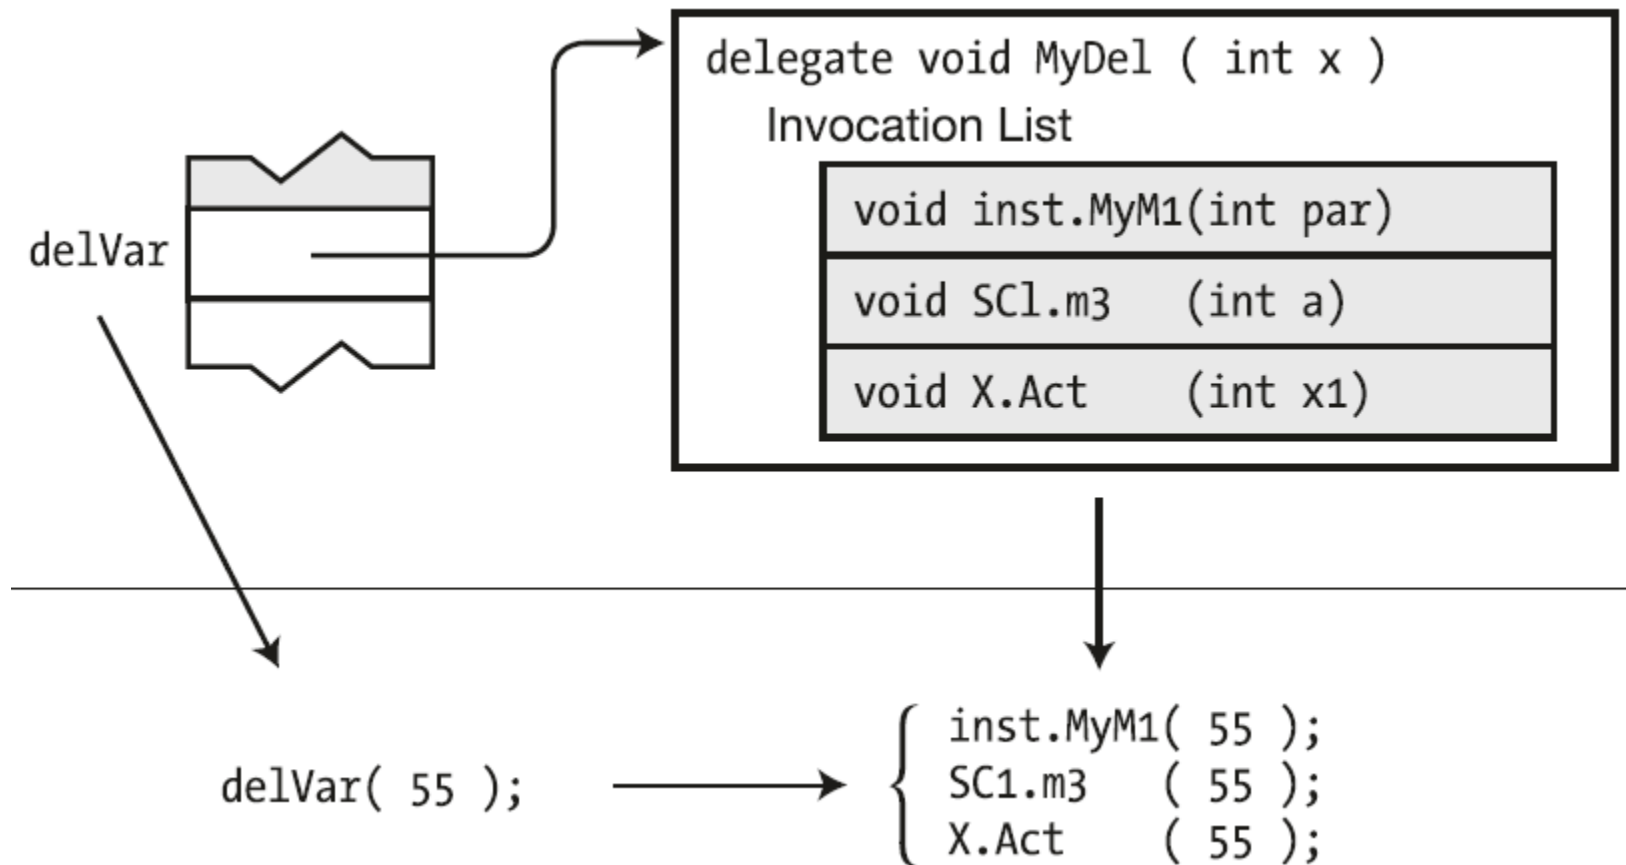 delegate void MyDel ( int x )
Invocation List
void inst.MyM1(int par)
delVar
void SCl.m3 (int a)
void X.Act (int x1)
inst.MyM1( 55 );
delVar( 55 );
SC1.m3 ( 55 );
X.Act ( 55 );